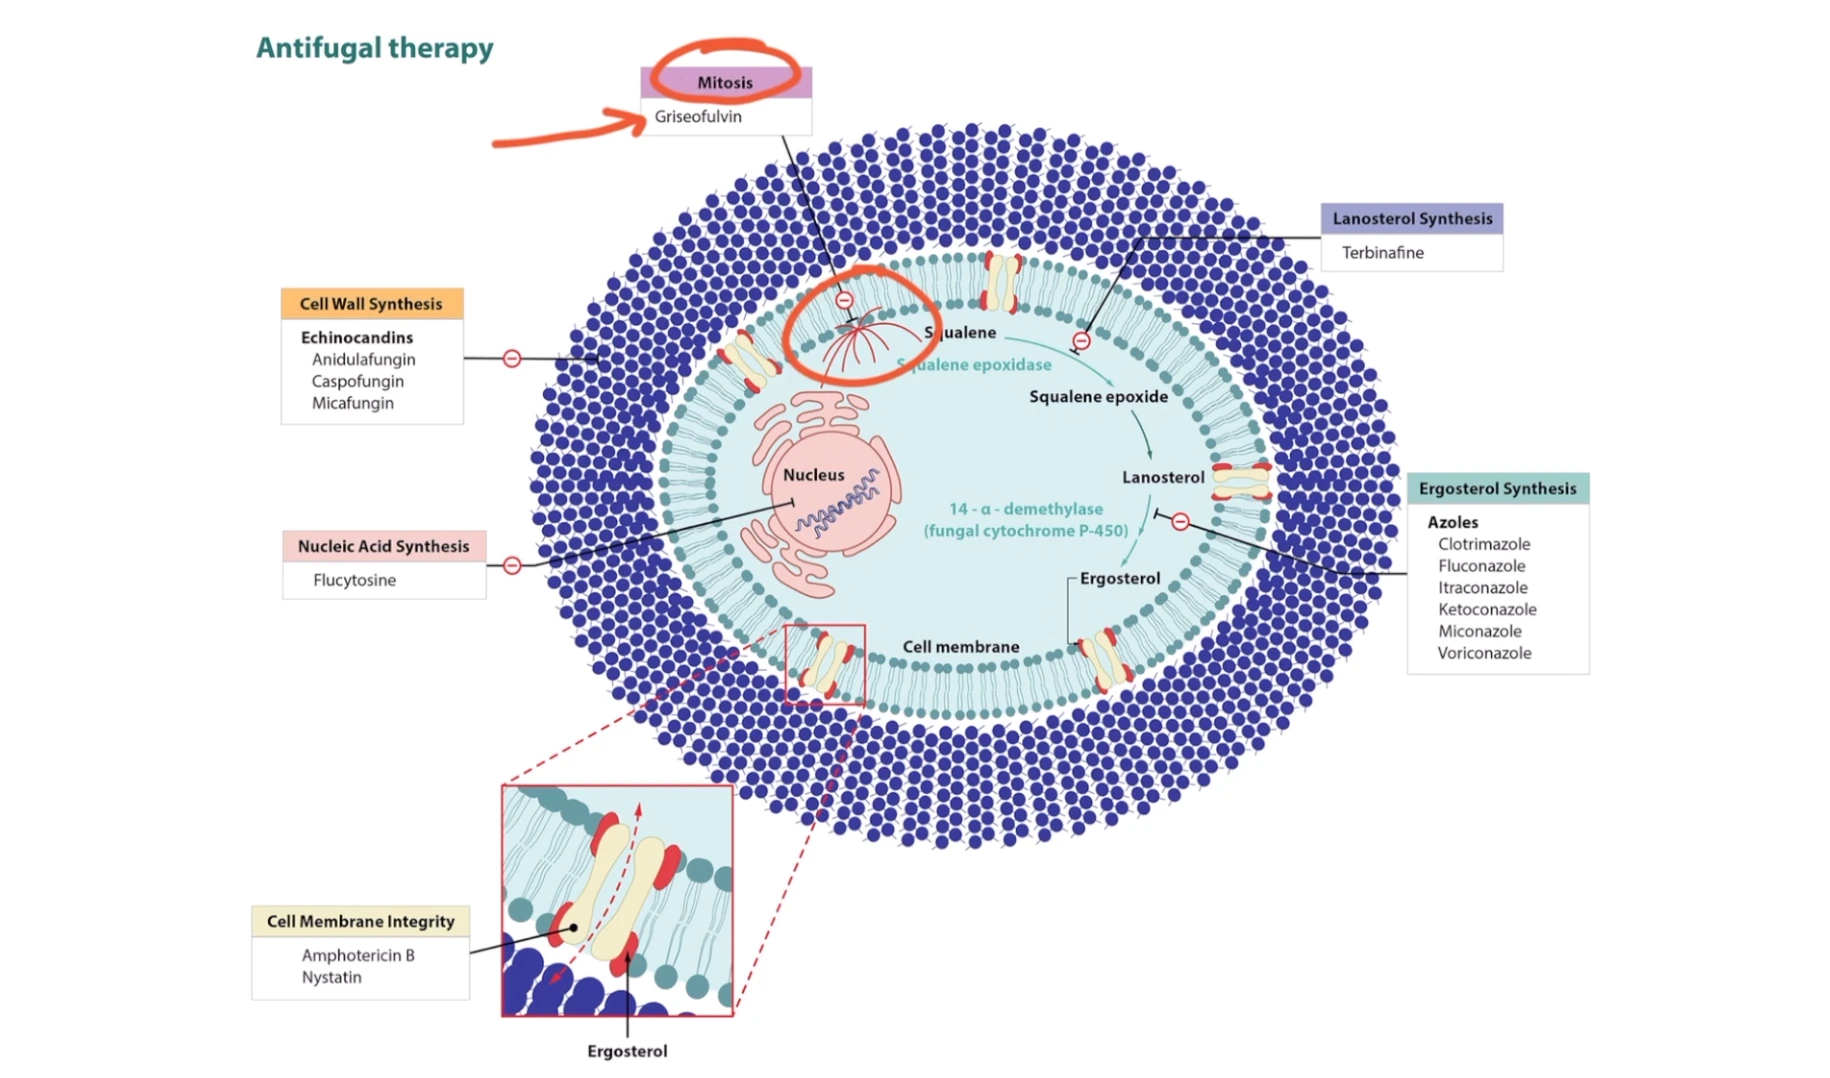 Antifugal therapy
Mitosis
Griseofulvin
Lanosterol Synthesis
Terbinafine
Cell Wall Synthesis
Echinocandins
Anidulafungin
Caspofungin
Micafungin
Squalene
Squalene epoxidase
Squalene epoxide
Nucleus
Lanosterol
14 - α - demethylase
(fungal cytochrome P-450)
Ergosterol Synthesis
Azoles
Clotrimazole
Fluconazole
Itraconazole
Ketoconazole
Miconazole
Voriconazole
Nucleic Acid Synthesis
Flucytosine
Ergosterol
Cell membrane
Cell Membrane Integrity
Amphotericin B
Nystatin
Ergosterol